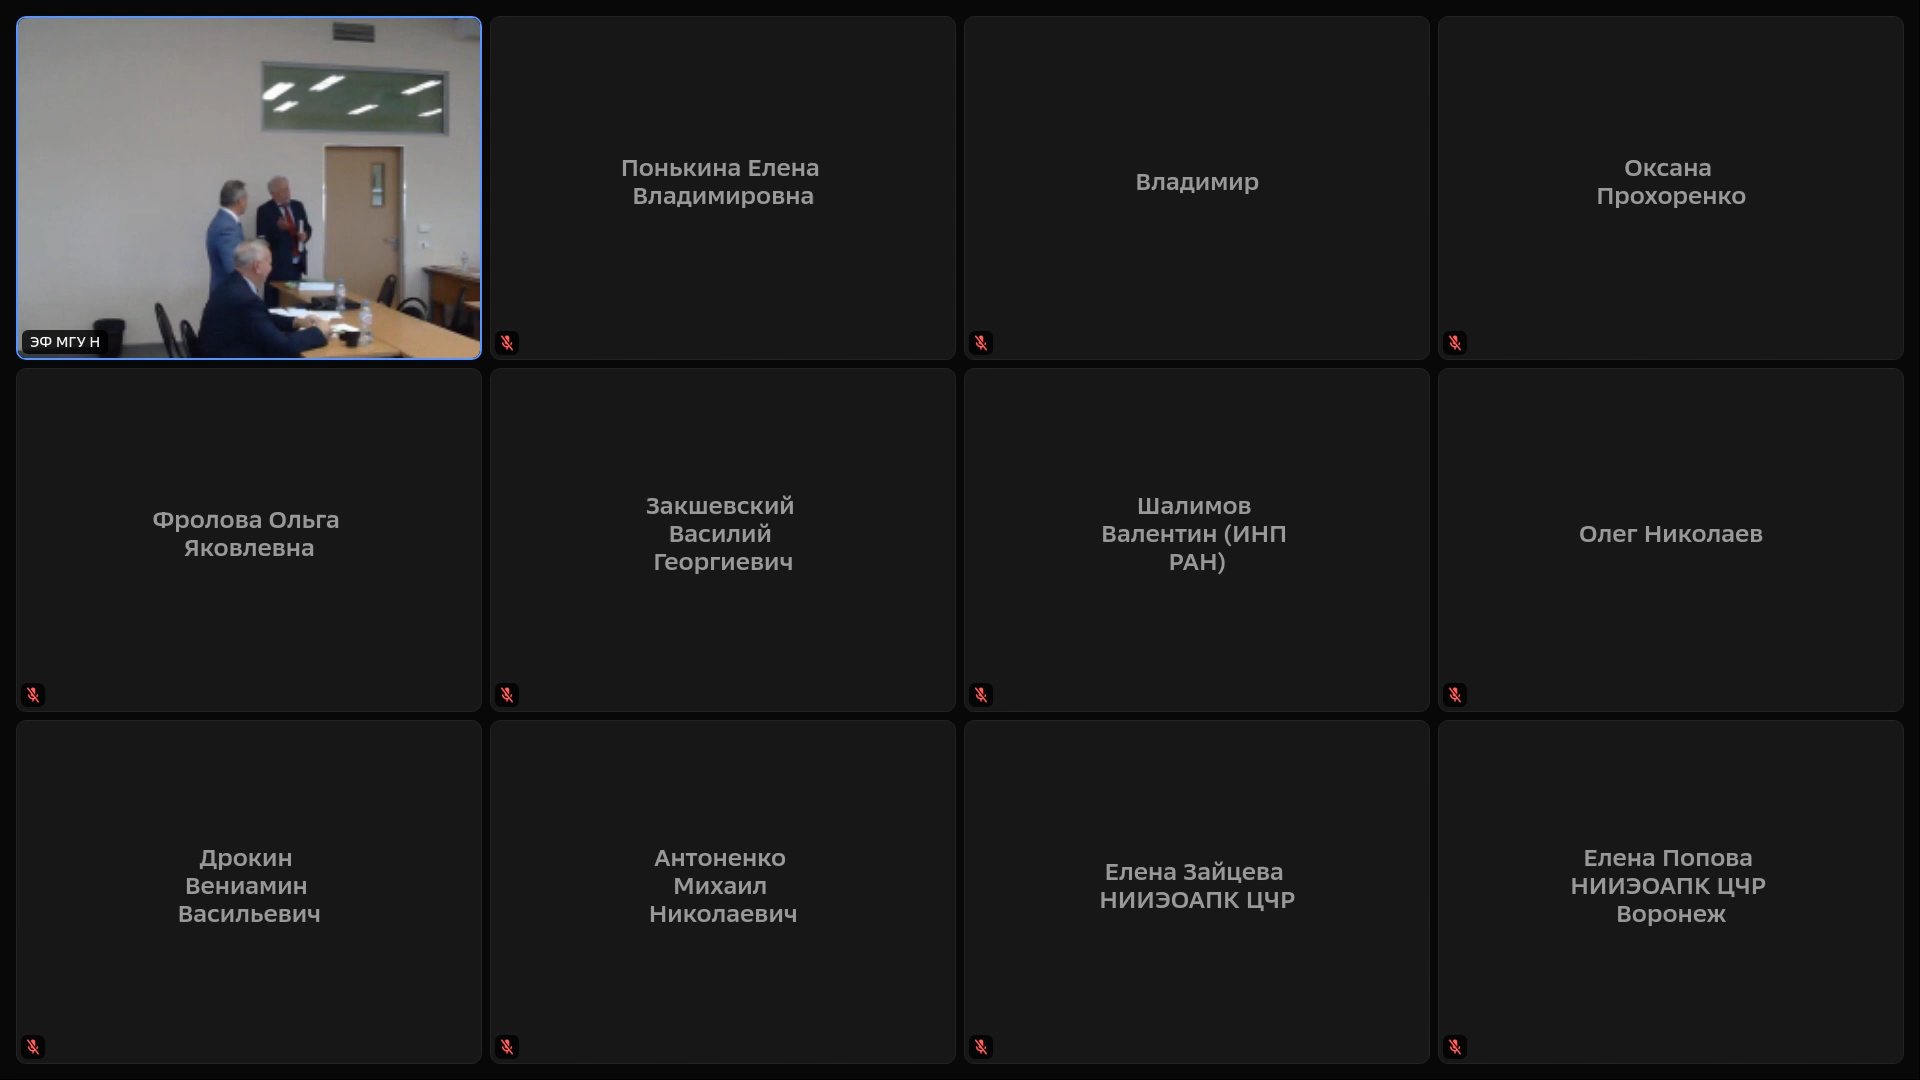 ЭФ МГУ Н
Понькина Елена
Владимировна
Владимир
Оксана
Прохоренко
Фролова Ольга
Яковлевна
Закшевский
Василий
Георгиевич
Шалимов
Валентин (ИНП
РАН)
Олег Николаев
Дрокин
Вениамин
Васильевич
Антоненко
Михаил
Николаевич
Елена Зайцева
НИИЭОАПК ЦЧР
Елена Попова
НИИЭОАПК ЦЧР
Воронеж